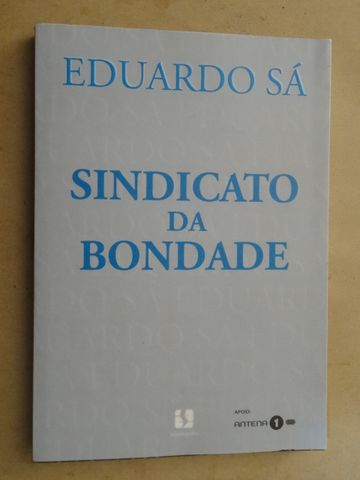 EDUARDO SÁ
SINDICATO
DA
BONDADE
APOIO:
ANTENA 1